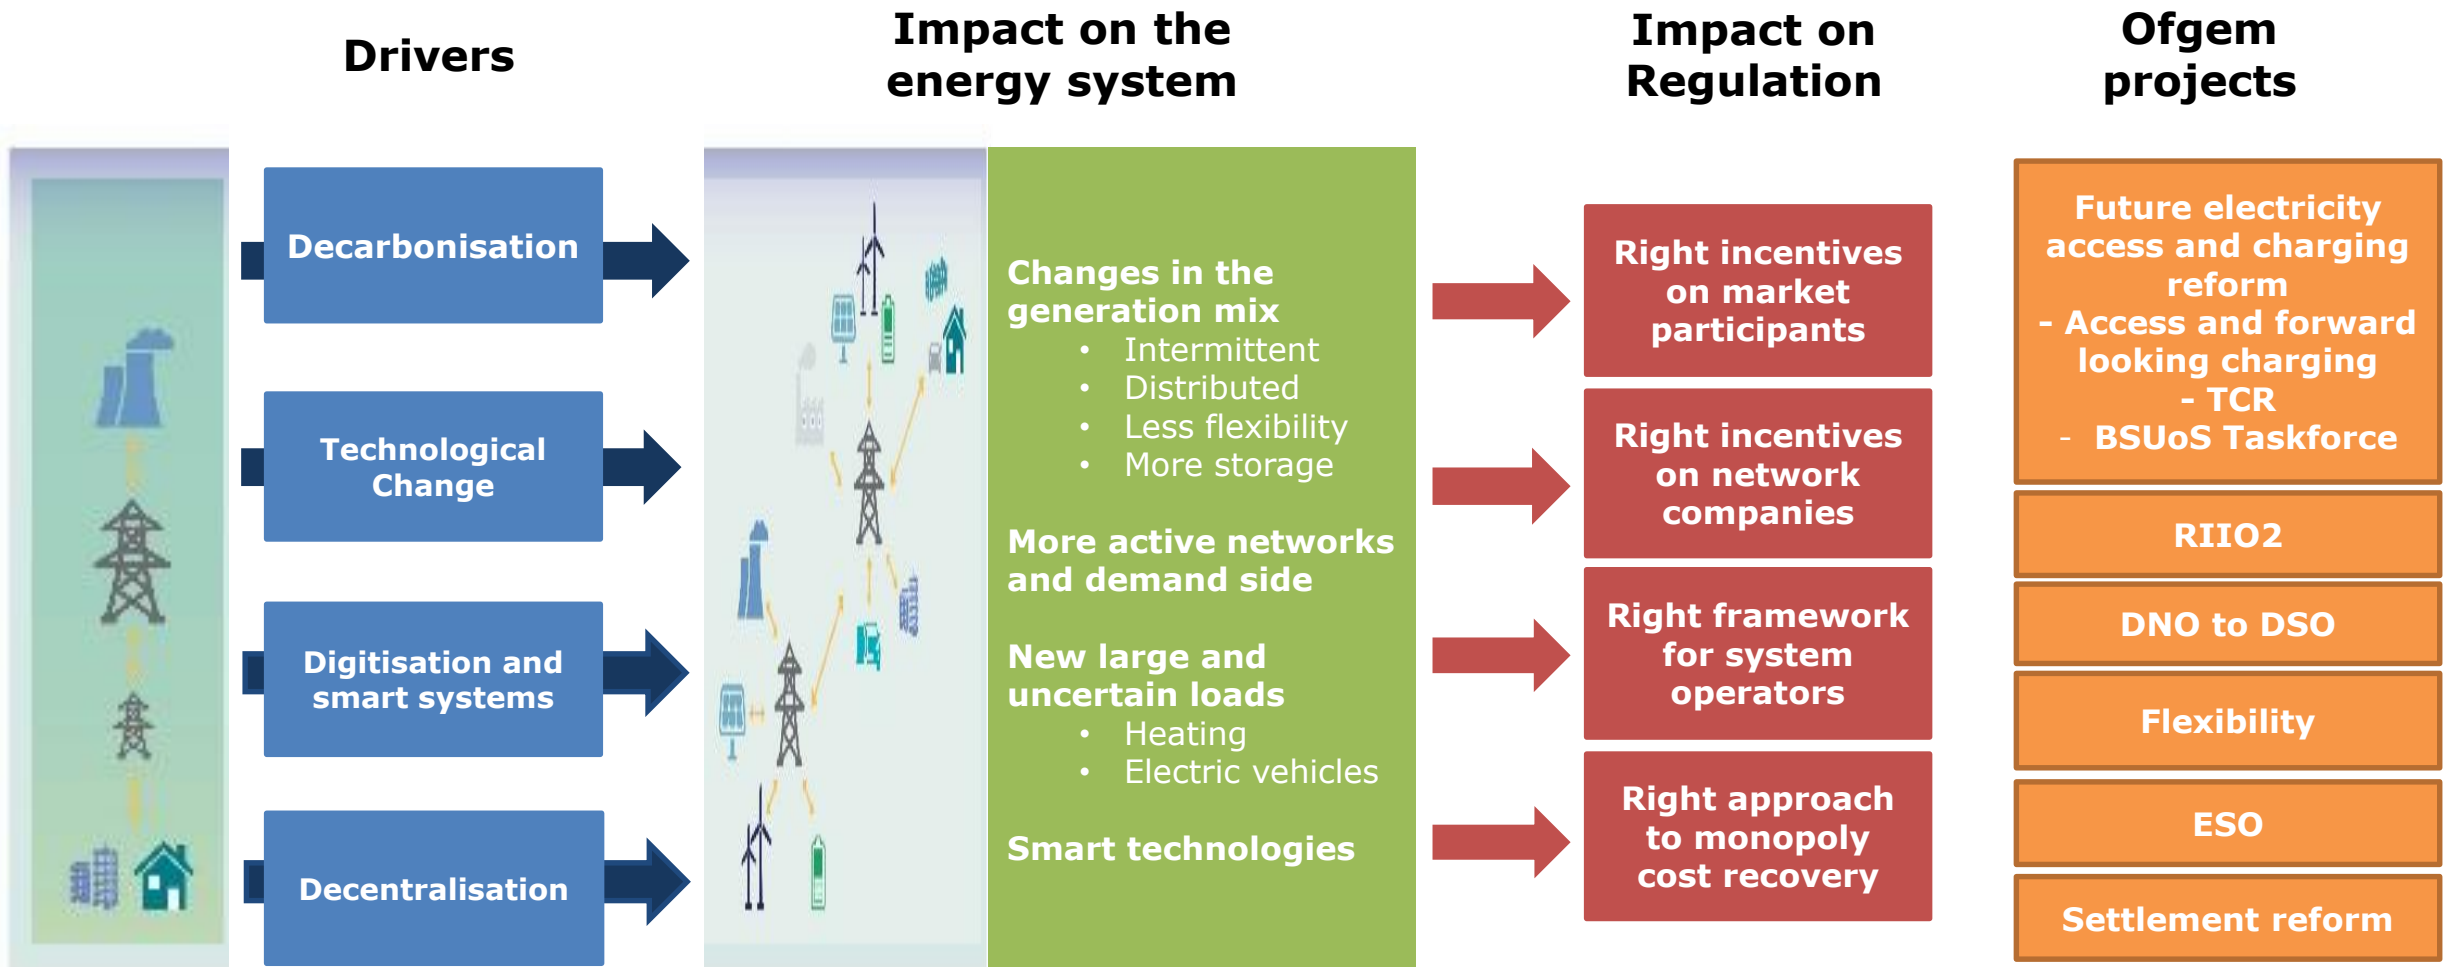 Drivers
Impact on the
energy system
Impact on
Regulation
Ofgem
projects
Decarbonisation
Technological
Change
Digitisation and
smart systems
Decentralisation
Changes in the
generation mix
• Intermittent
• Distributed
• Less flexibility
• More storage
More active networks
and demand side
New large and
uncertain loads
• Heating
• Electric vehicles
Smart technologies
Right incentives
on market
participants
Right incentives
on network
companies
Right framework
for system
operators
Right approach
to monopoly
cost recovery
Future electricity
access and charging
reform
- Access and forward
looking charging
- TCR
- BSUoS Taskforce
RIIO2
DNO to DSO
Flexibility
ESO
Settlement reform